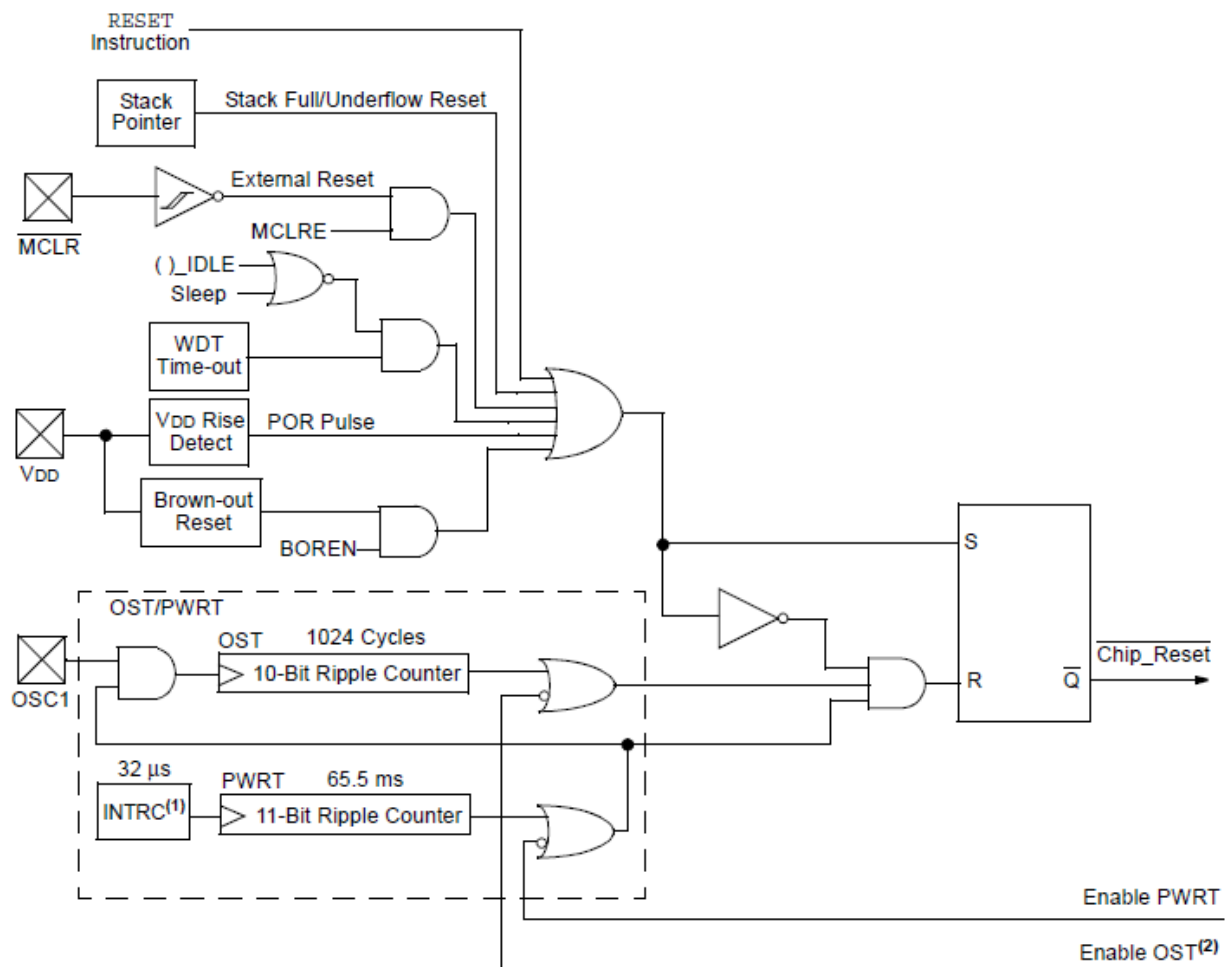 RESET
Instruction
Stack
Pointer
Stack Full/Underflow Reset
External Reset
MCLR
MCLRE
( )_IDLE
Sleep
WDT
Time-out
VDD Rise
Detect
POR Pulse
VDD
Brown-out
Reset
BOREN
S
OST/PWRT
OST 1024 Cycles
10-Bit Ripple Counter
OSC1
Chip_Reset
R Q
32 μs
INTRC(1)
PWRT 65.5 ms
11-Bit Ripple Counter
Enable PWRT
Enable OST(2)